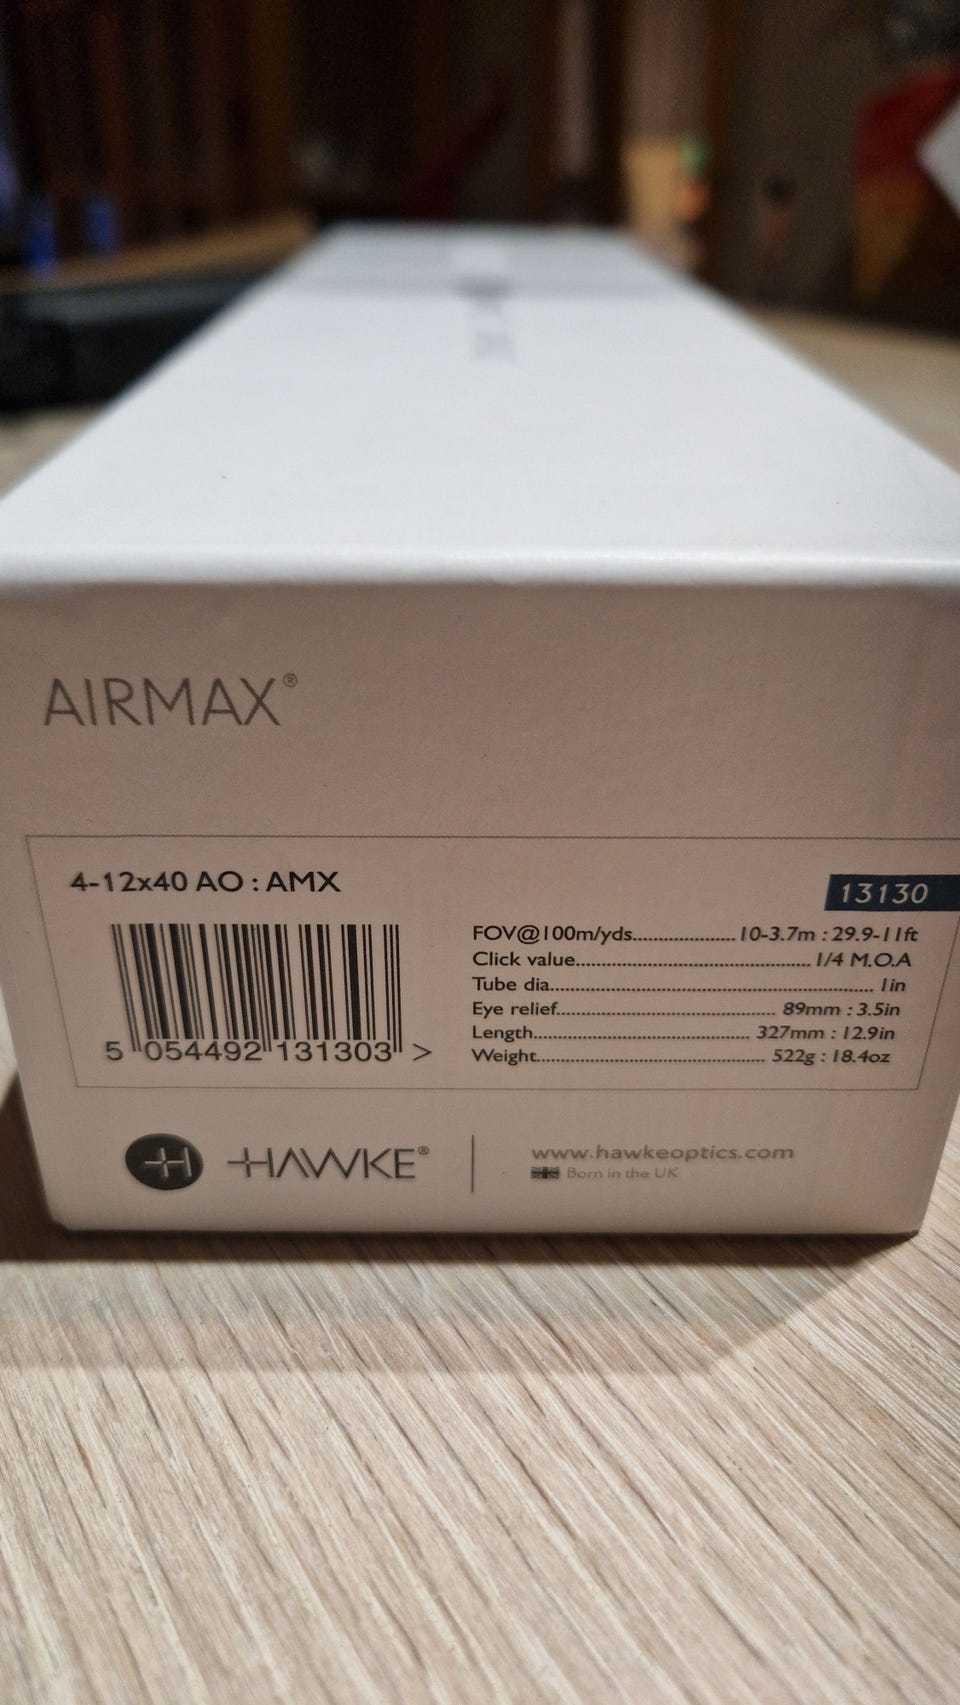 AIRMAX®
4-12x40 AO : AMX
13130
FOV@100m/yds.......................10-3.7m : 29.9-11ft
Click value.....................................................1/4 M.O.A
Tube dia.........................................................................1in
Eye relief.................................................89mm : 3.5in
Length.................................................327mm : 12.9in
Weight.................................................522g : 18.4oz
5 054492 131303 >
HAWKE®
www.hawkeoptics.com
Born in the UK